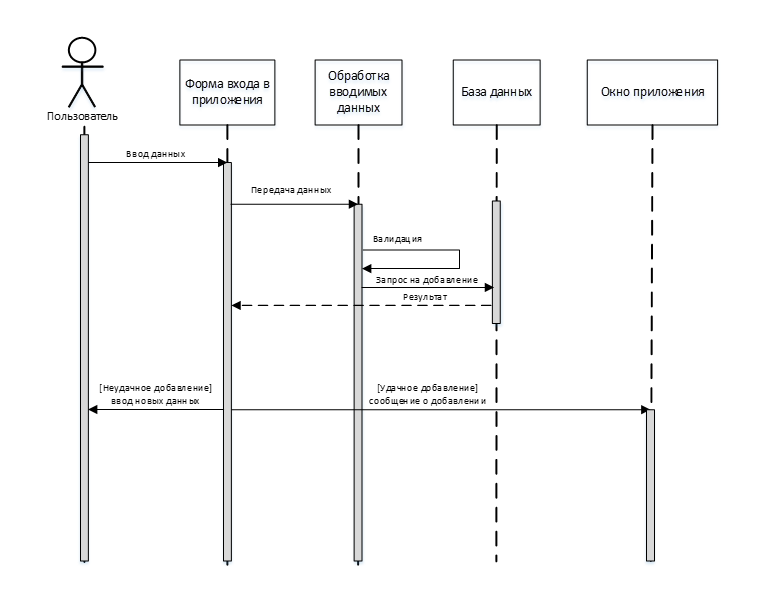 Пользователь
Форма входа в
приложения
Обработка
вводимых
данных
База данных
Окно приложения
Ввод данных
Передача данных
Валидация
Запрос на добавление
Результат
[Неудачное добавление]
ввод новых данных
[Удачное добавление]
сообщение о добавлении